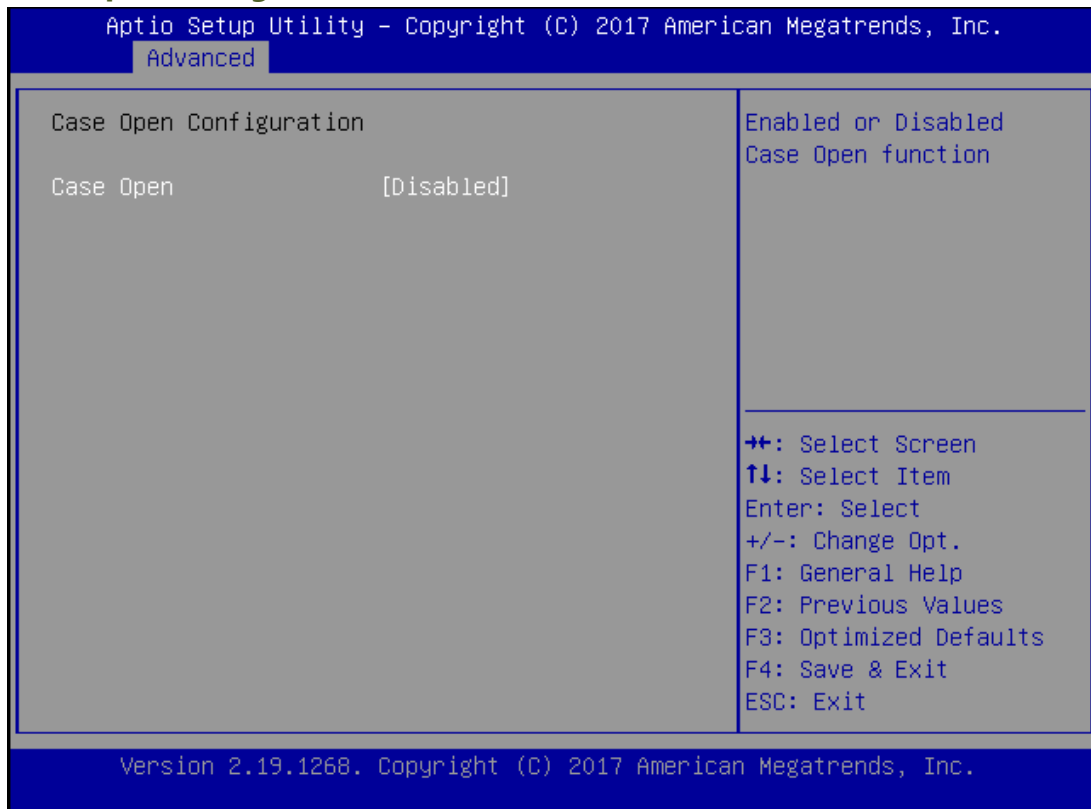 Aptio Setup Utility – Copyright (C) 2017 American Megatrends, Inc.
Advanced
Case Open Configuration
Case Open [Disabled]
Enabled or Disabled
Case Open function
→←: Select Screen
↑↓: Select Item
Enter: Select
+/-: Change Opt.
F1: General Help
F2: Previous Values
F3: Optimized Defaults
F4: Save & Exit
ESC: Exit
Version 2.19.1268. Copyright (C) 2017 American Megatrends, Inc.